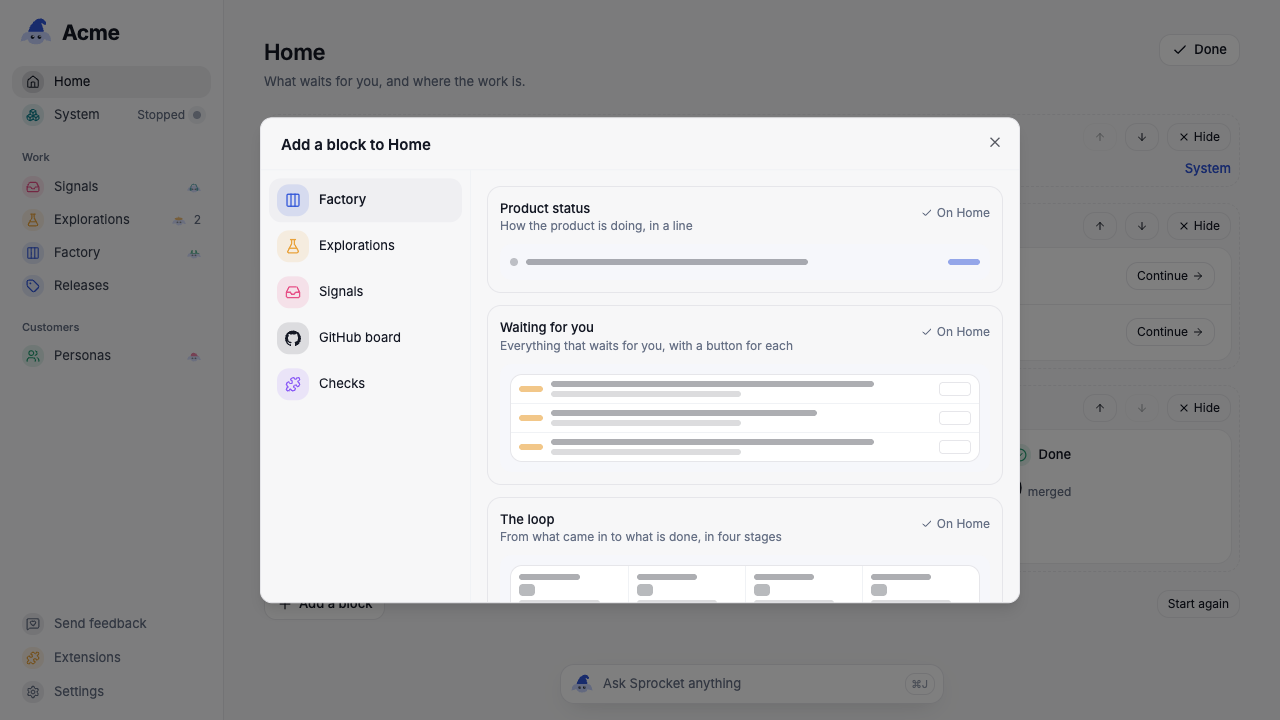 Acme
Home
System
Stopped
Work
Signals
Explorations
2
Factory
Releases
Customers
Personas
Send feedback
Extensions
Settings
Home
What waits for you, and where the work is.
Done
Hide
System
Hide
Continue
Continue
Hide
Done
merged
Add a block
Start again
Ask Sprocket anything
⌘J
Add a block to Home
Factory
Explorations
Signals
GitHub board
Checks
Product status
How the product is doing, in a line
On Home
Waiting for you
Everything that waits for you, with a button for each
On Home
The loop
From what came in to what is done, in four stages
On Home